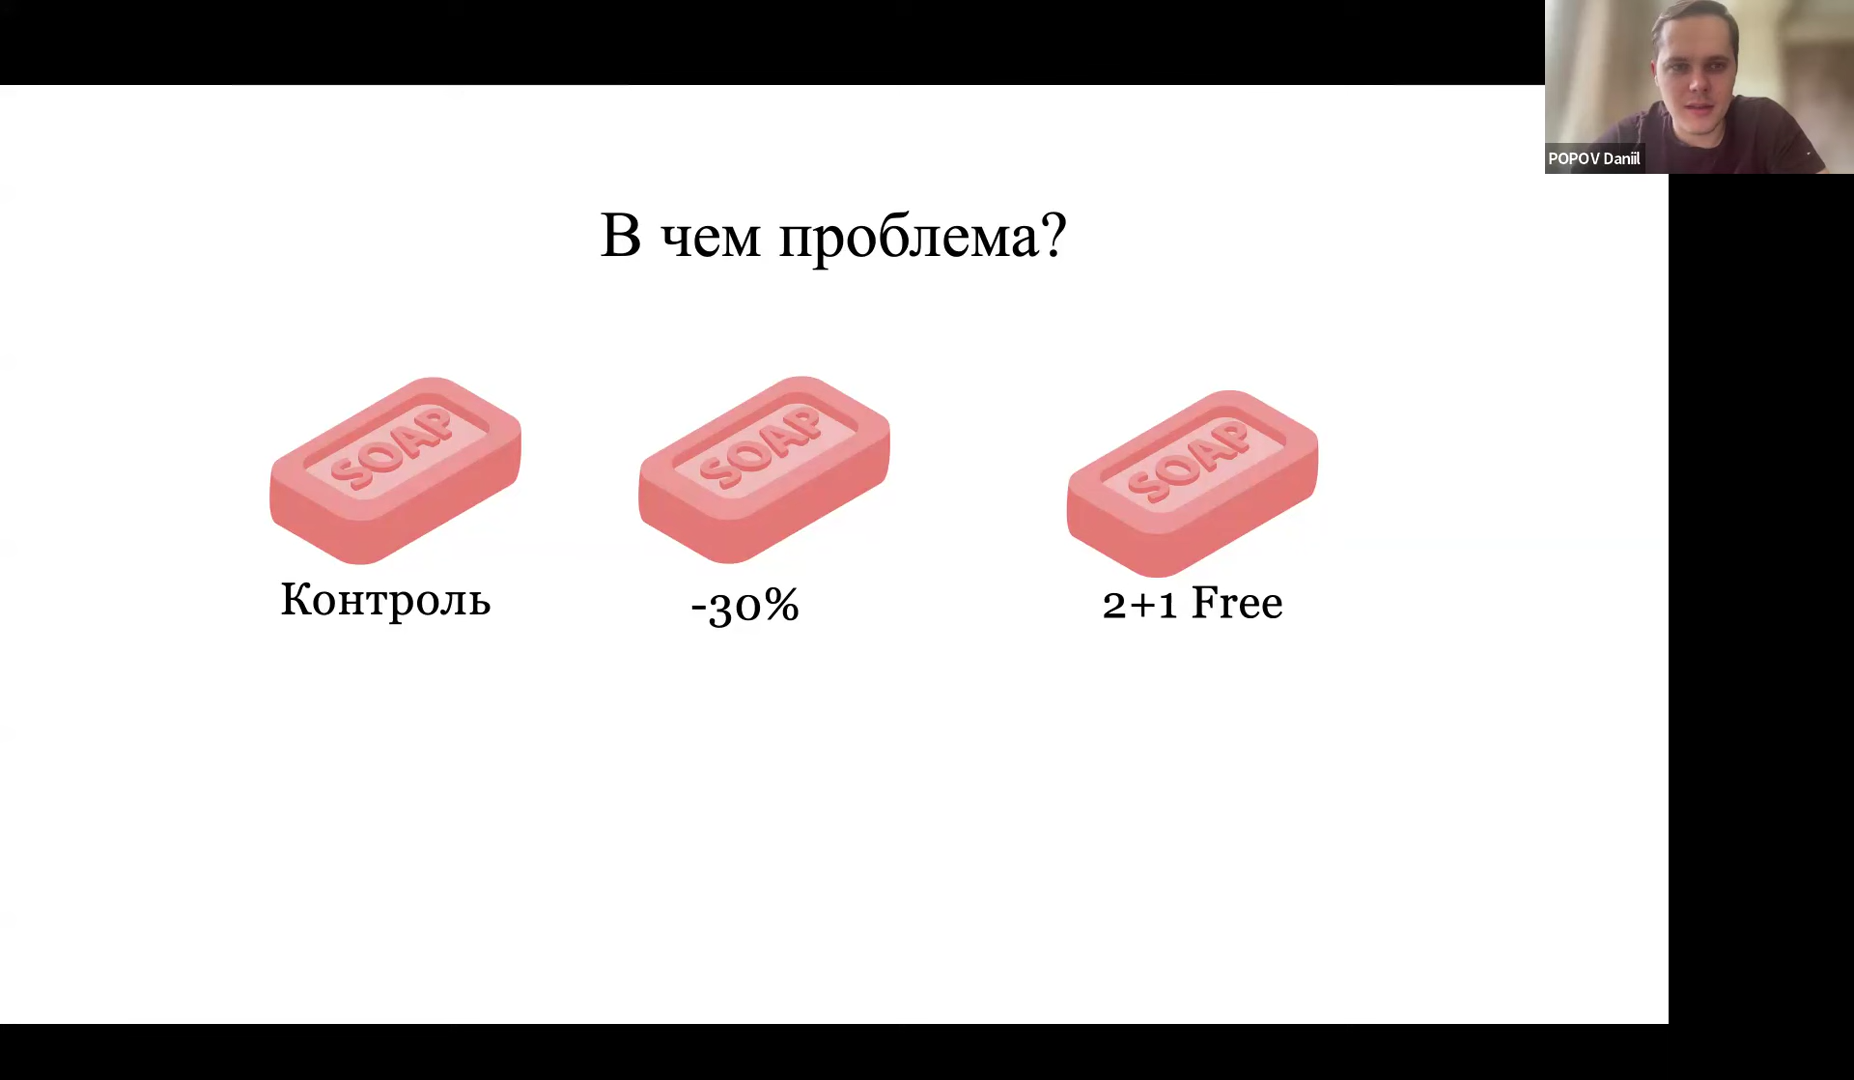 POPOV Daniil
В чем проблема?
SOAP
SOAP
SOAP
Контроль
-30%
2+1 Free